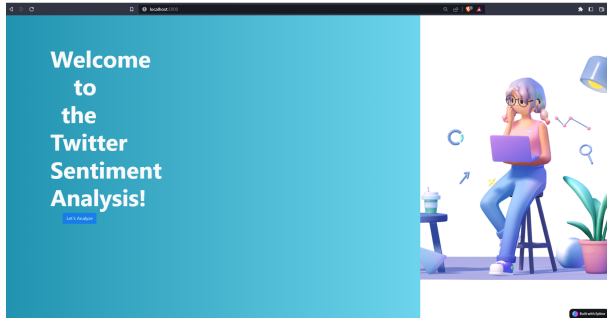 localhost:3000
Welcome
to
the
Twitter
Sentiment
Analysis!
Let's Analyze
Built with Spline